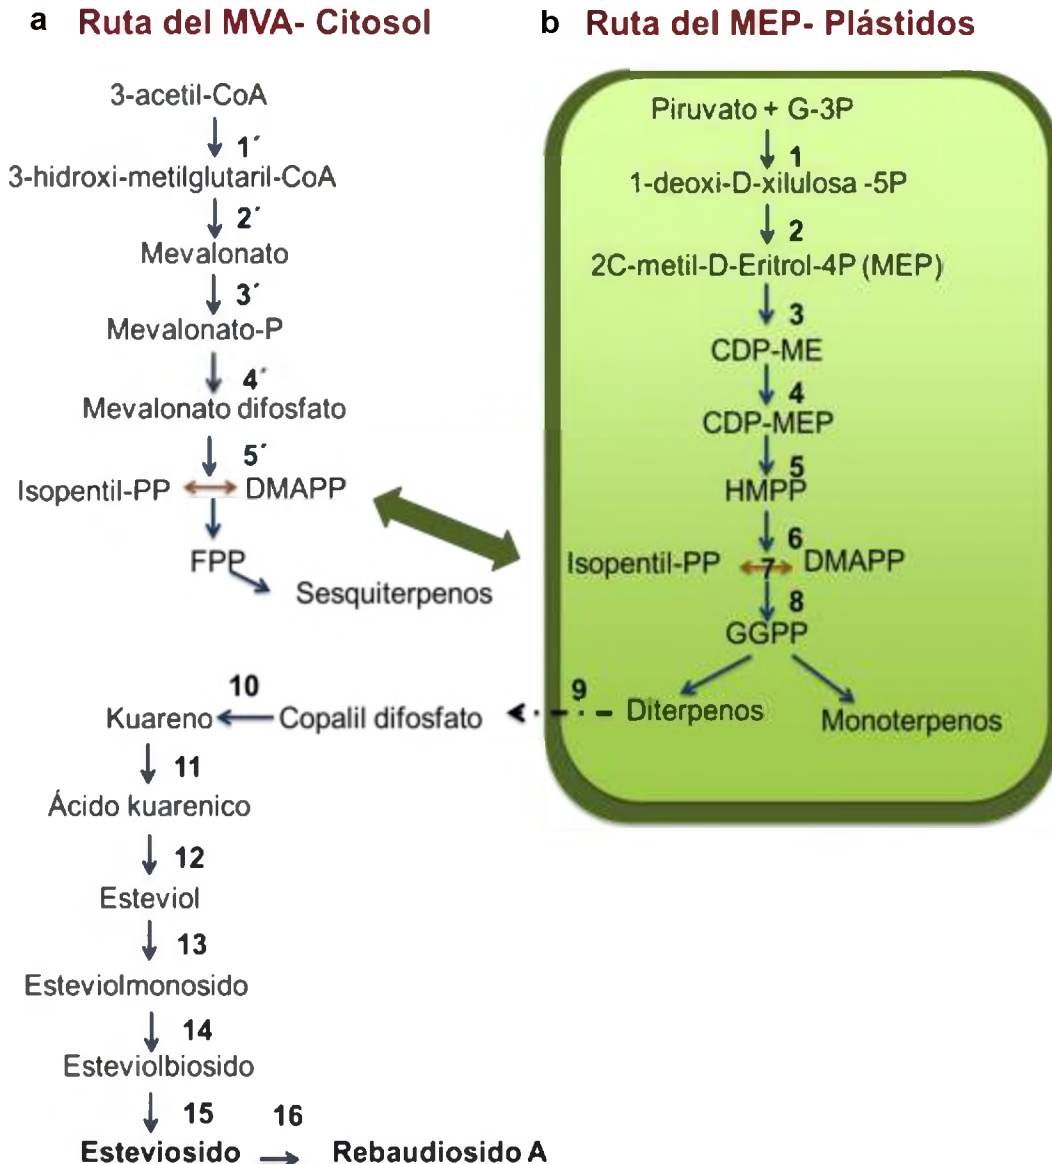 a Ruta del MVA- Citosol
3-acetil-CoA
1´
3-hidroxi-metilglutaril-CoA
2´
Mevalonato
3´
Mevalonato-P
4´
Mevalonato difosfato
5´
Isopentil-PP DMAPP
FPP
Sesquiterpenos
b Ruta del MEP- Plástidos
Piruvato + G-3P
1
1-deoxi-D-xilulosa -5P
2
2C-metil-D-Eritrol-4P (MEP)
3
CDP-ME
4
CDP-MEP
5
HMPP
6
Isopentil-PP 7 DMAPP
8
GGPP
Diterpenos Monoterpenos
9
10
Kuareno Copalil difosfato
11
Ácido kuarenico
12
Esteviol
13
Esteviolmonosido
14
Esteviolbiosido
15 16
Esteviosido Rebaudiosido A